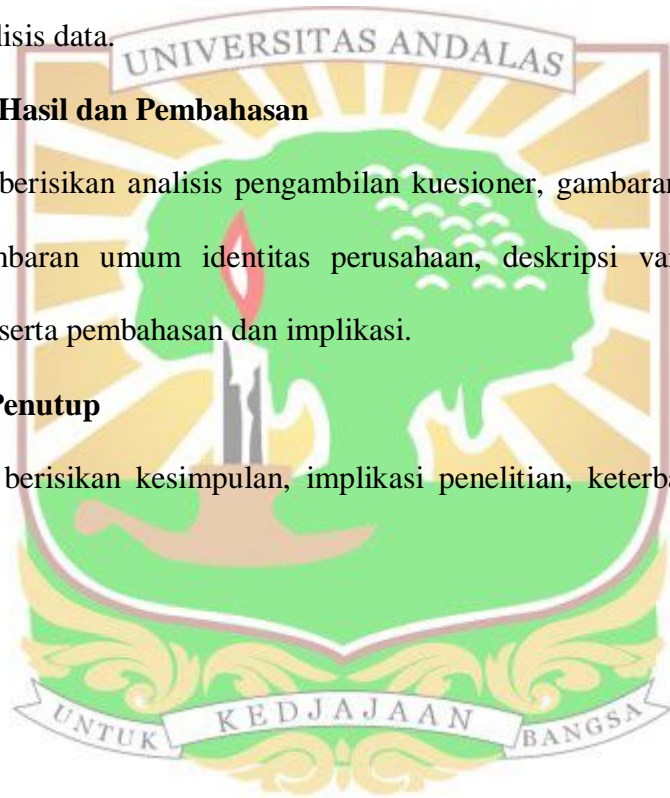 lisis data.
UNIVERSITAS ANDALAS
Hasil dan Pembahasan
berisikan analisis pengambilan kuesioner, gambaran
mbaran umum identitas perusahaan, deskripsi va
serta pembahasan dan implikasi.
Penutup
berisikan kesimpulan, implikasi penelitian, keterba
UNTUK KEDJAJAAN BANGSA